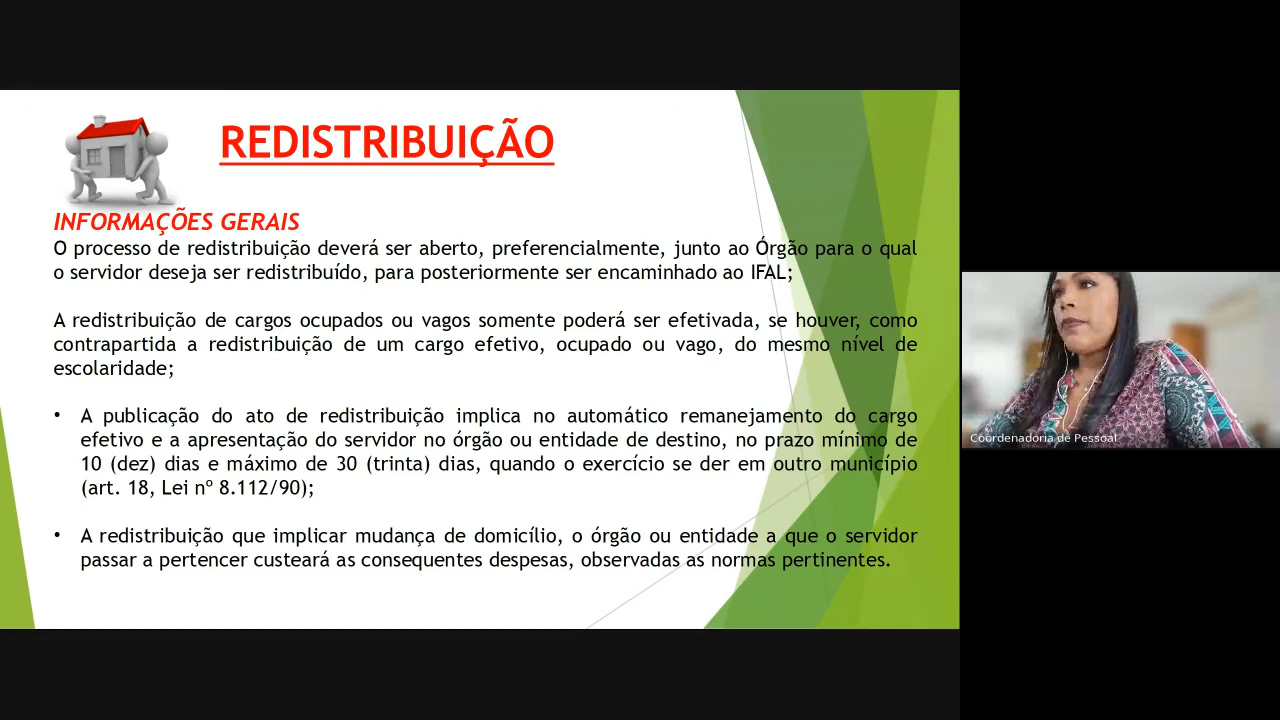 REDISTRIBUIÇÃO
INFORMAÇÕES GERAIS
O processo de redistribuição deverá ser aberto, preferencialmente, junto ao Órgão para o qual
o servidor deseja ser redistribuído, para posteriormente ser encaminhado ao IFAL;
A redistribuição de cargos ocupados ou vagos somente poderá ser efetivada, se houver, como
contrapartida a redistribuição de um cargo efetivo, ocupado ou vago, do mesmo nível de
escolaridade;
• A publicação do ato de redistribuição implica no automático remanejamento do cargo
efetivo e a apresentação do servidor no órgão ou entidade de destino, no prazo mínimo de
10 (dez) dias e máximo de 30 (trinta) dias, quando o exercício se der em outro município
(art. 18, Lei nº 8.112/90);
• A redistribuição que implicar mudança de domicílio, o órgão ou entidade a que o servidor
passar a pertencer custeará as consequentes despesas, observadas as normas pertinentes.
Coordenadoria de Pessoal